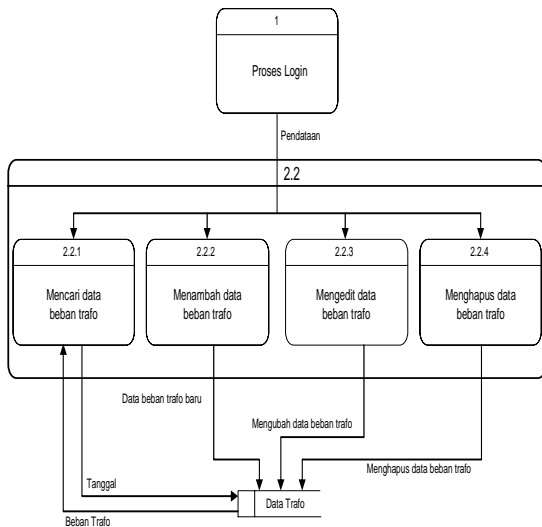 1
Proses Login
Pendataan
2.2
2.2.1
Mencari data
beban trafo
2.2.2
Menambah data
beban trafo
2.2.3
Mengedit data
beban trafo
2.2.4
Menghapus data
beban trafo
Data beban trafo baru
Mengubah data beban trafo
Menghapus data beban trafo
Tanggal
Data Trafo
Beban Trafo